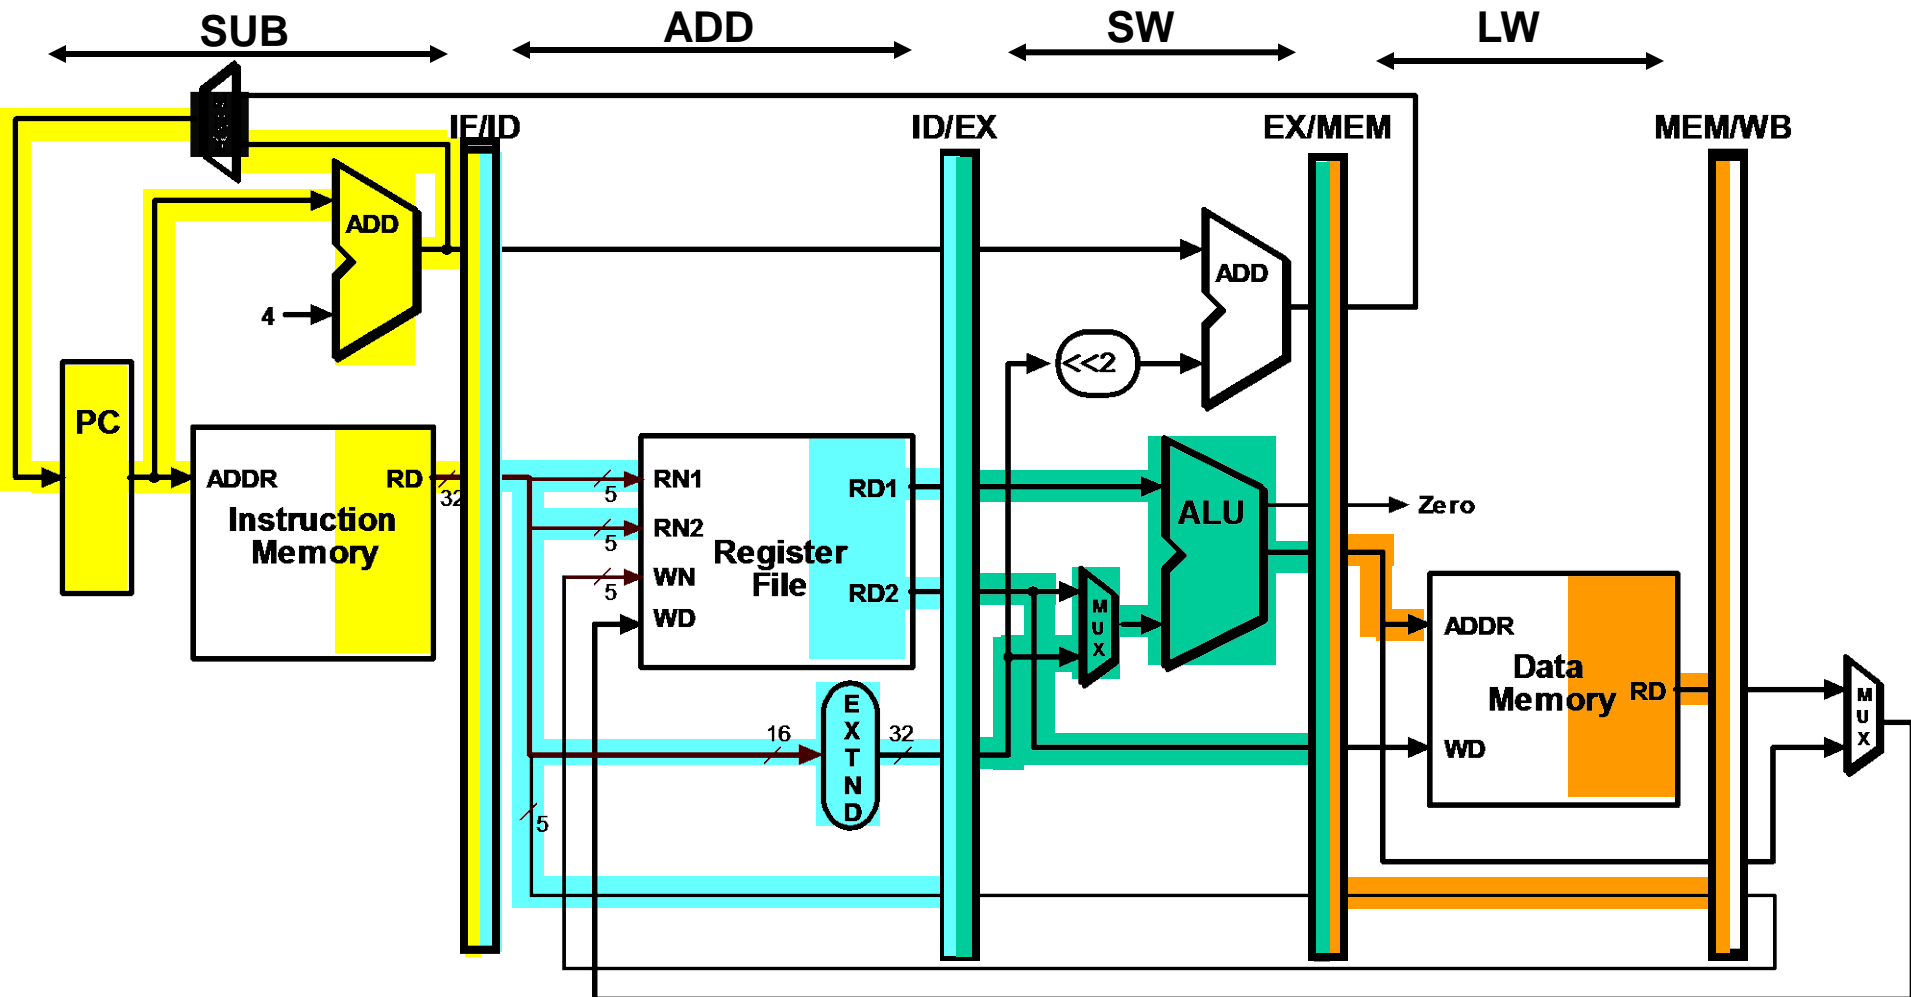 SUB
ADD
SW
LW
IF/ID
ID/EX
EX/MEM
MEM/WB
ADD
4
ADD
<<2
PC
ADDR
RD
32
Instruction
Memory
5
RN1
5
RN2
5
WN
WD
Register
File
RD1
RD2
16
E
X
T
N
D
32
5
M
U
X
ALU
Zero
ADDR
Data
Memory
RD
WD
M
U
X